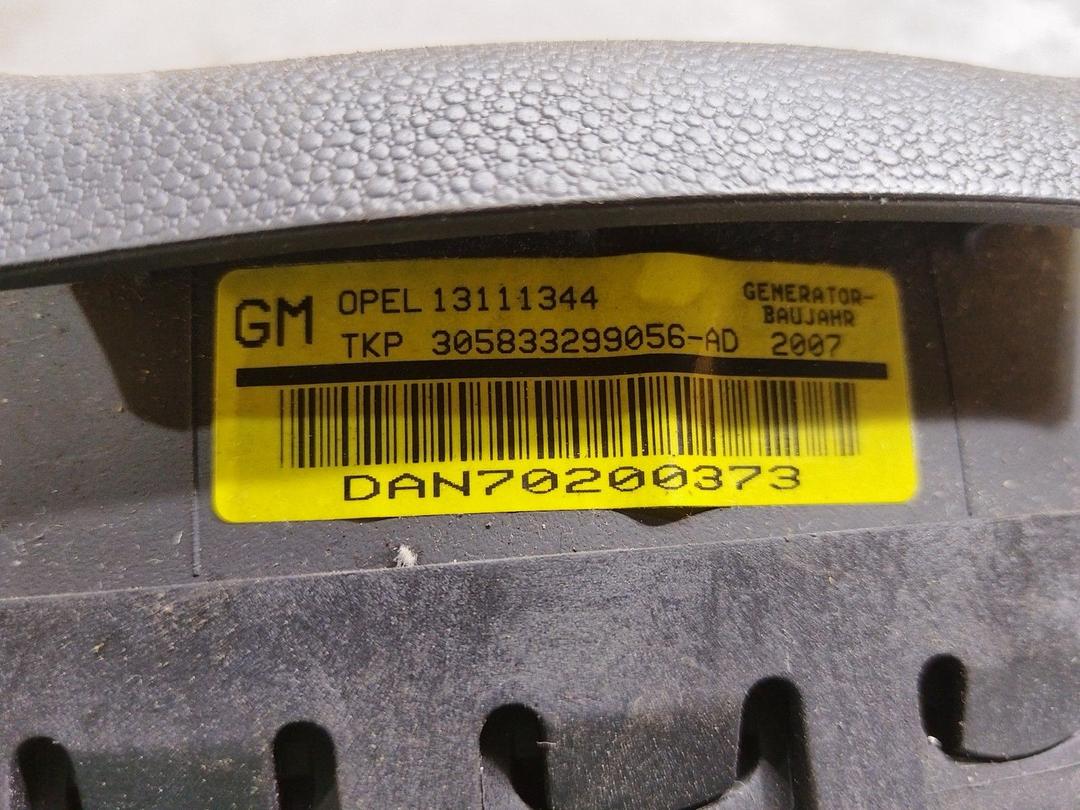 GM
OPEL 13111344
TKP 305833299056-AD
GENERATOR-
BAUJAHR
2007
DAN70200373